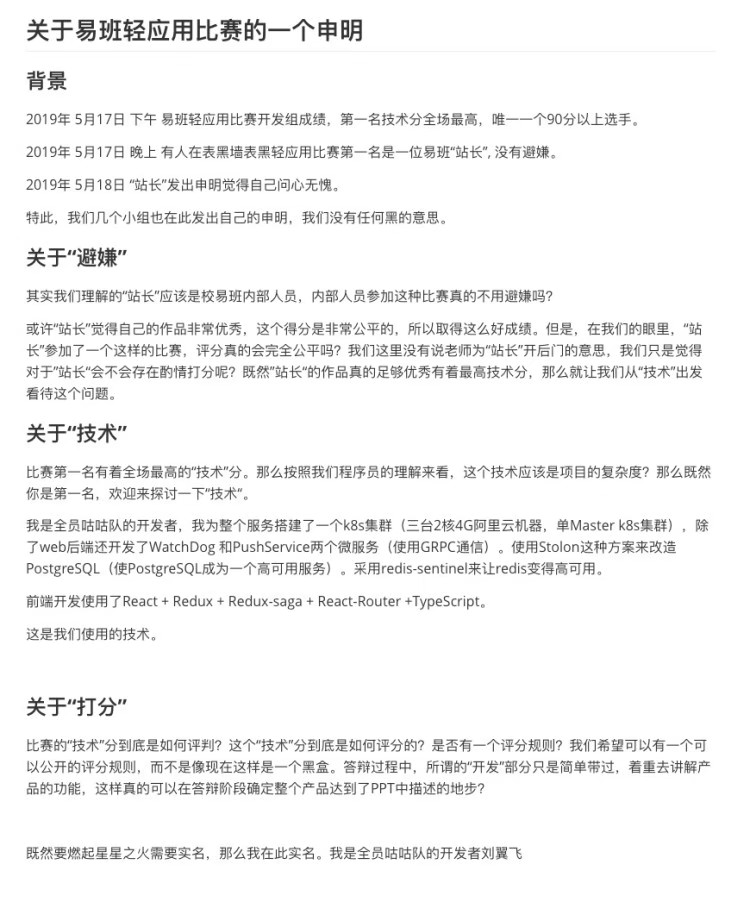 关于易班轻应用比赛的一个申明
背景
2019年 5月17日 下午 易班轻应用比赛开发组成绩，第一名技术分全场最高，唯一一个90分以上选手。
2019年 5月17日 晚上 有人在表黑墙表黑轻应用比赛第一名是一位易班“站长”, 没有避嫌。
2019年 5月18日 “站长”发出申明觉得自己问心无愧。
特此，我们几个小组也在此发出自己的申明，我们没有任何黑的意思。
关于“避嫌”
其实我们理解的“站长”应该是校易班内部人员，内部人员参加这种比赛真的不用避嫌吗？
或许“站长”觉得自己的作品非常优秀，这个得分是非常公平的，所以取得这么好成绩。但是，在我们的眼里，“站
长”参加了一个这样的比赛，评分真的会完全公平吗？我们这里没有说老师为“站长”开后门的意思，我们只是觉得
对于”站长“会不会存在酌情打分呢？既然”站长“的作品真的足够优秀有着最高技术分，那么就让我们从“技术”出发
看待这个问题。
关于“技术”
比赛第一名有着全场最高的“技术”分。那么按照我们程序员的理解来看，这个技术应该是项目的复杂度？那么既然
你是第一名，欢迎来探讨一下”技术“。
我是全员咕咕队的开发者，我为整个服务搭建了一个k8s集群（三台2核4G阿里云机器，单Master k8s集群），除
了web后端还开发了WatchDog 和PushService两个微服务（使用GRPC通信）。使用Stolon这种方案来改造
PostgreSQL（使PostgreSQL成为一个高可用服务）。采用redis-sentinel来让redis变得高可用。
前端开发使用了React + Redux + Redux-saga + React-Router +TypeScript。
这是我们使用的技术。
关于“打分”
比赛的“技术”分到底是如何评判？这个“技术”分到底是如何评分的？是否有一个评分规则？我们希望可以有一个可
以公开的评分规则，而不是像现在这样是一个黑盒。答辩过程中，所谓的“开发”部分只是简单带过，着重去讲解产
品的功能，这样真的可以在答辩阶段确定整个产品达到了PPT中描述的地步？
既然要燃起星星之火需要实名，那么我在此实名。我是全员咕咕队的开发者刘翼飞